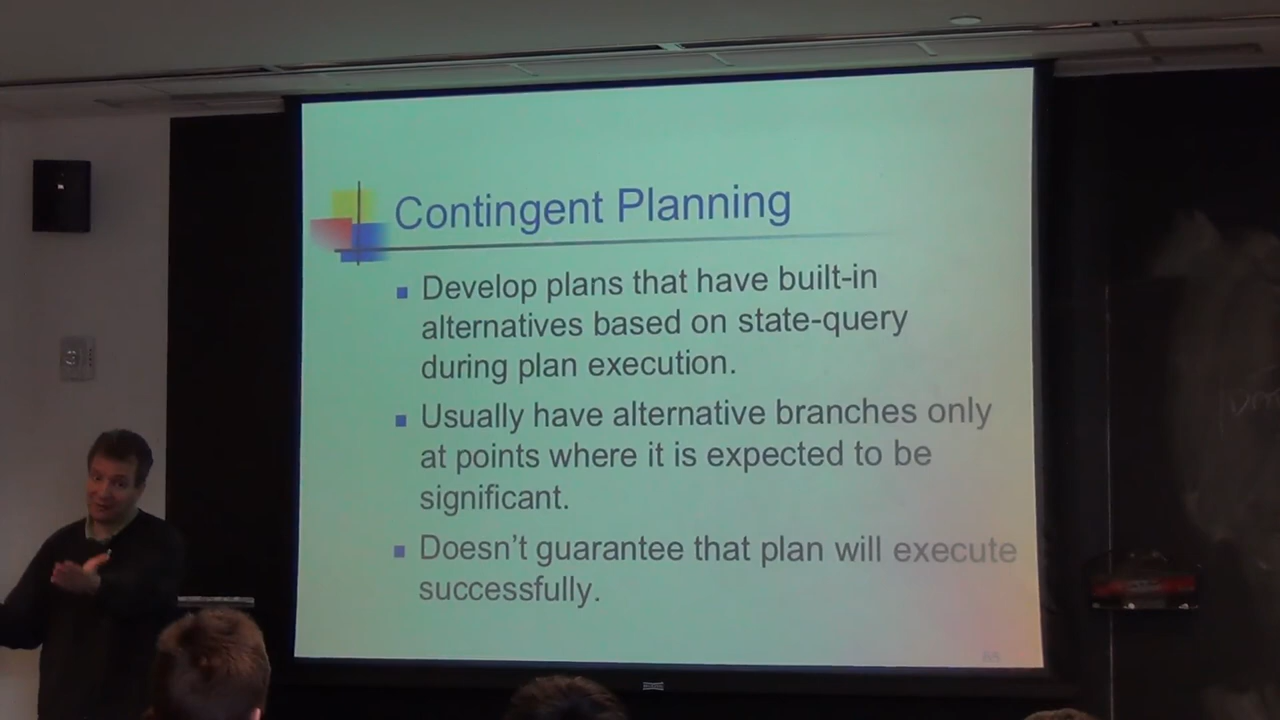 Contingent Planning
Develop plans that have built-in
alternatives based on state-query
during plan execution.
Usually have alternative branches only
at points where it is expected to be
significant.
Doesn't guarantee that plan will execute
successfully.